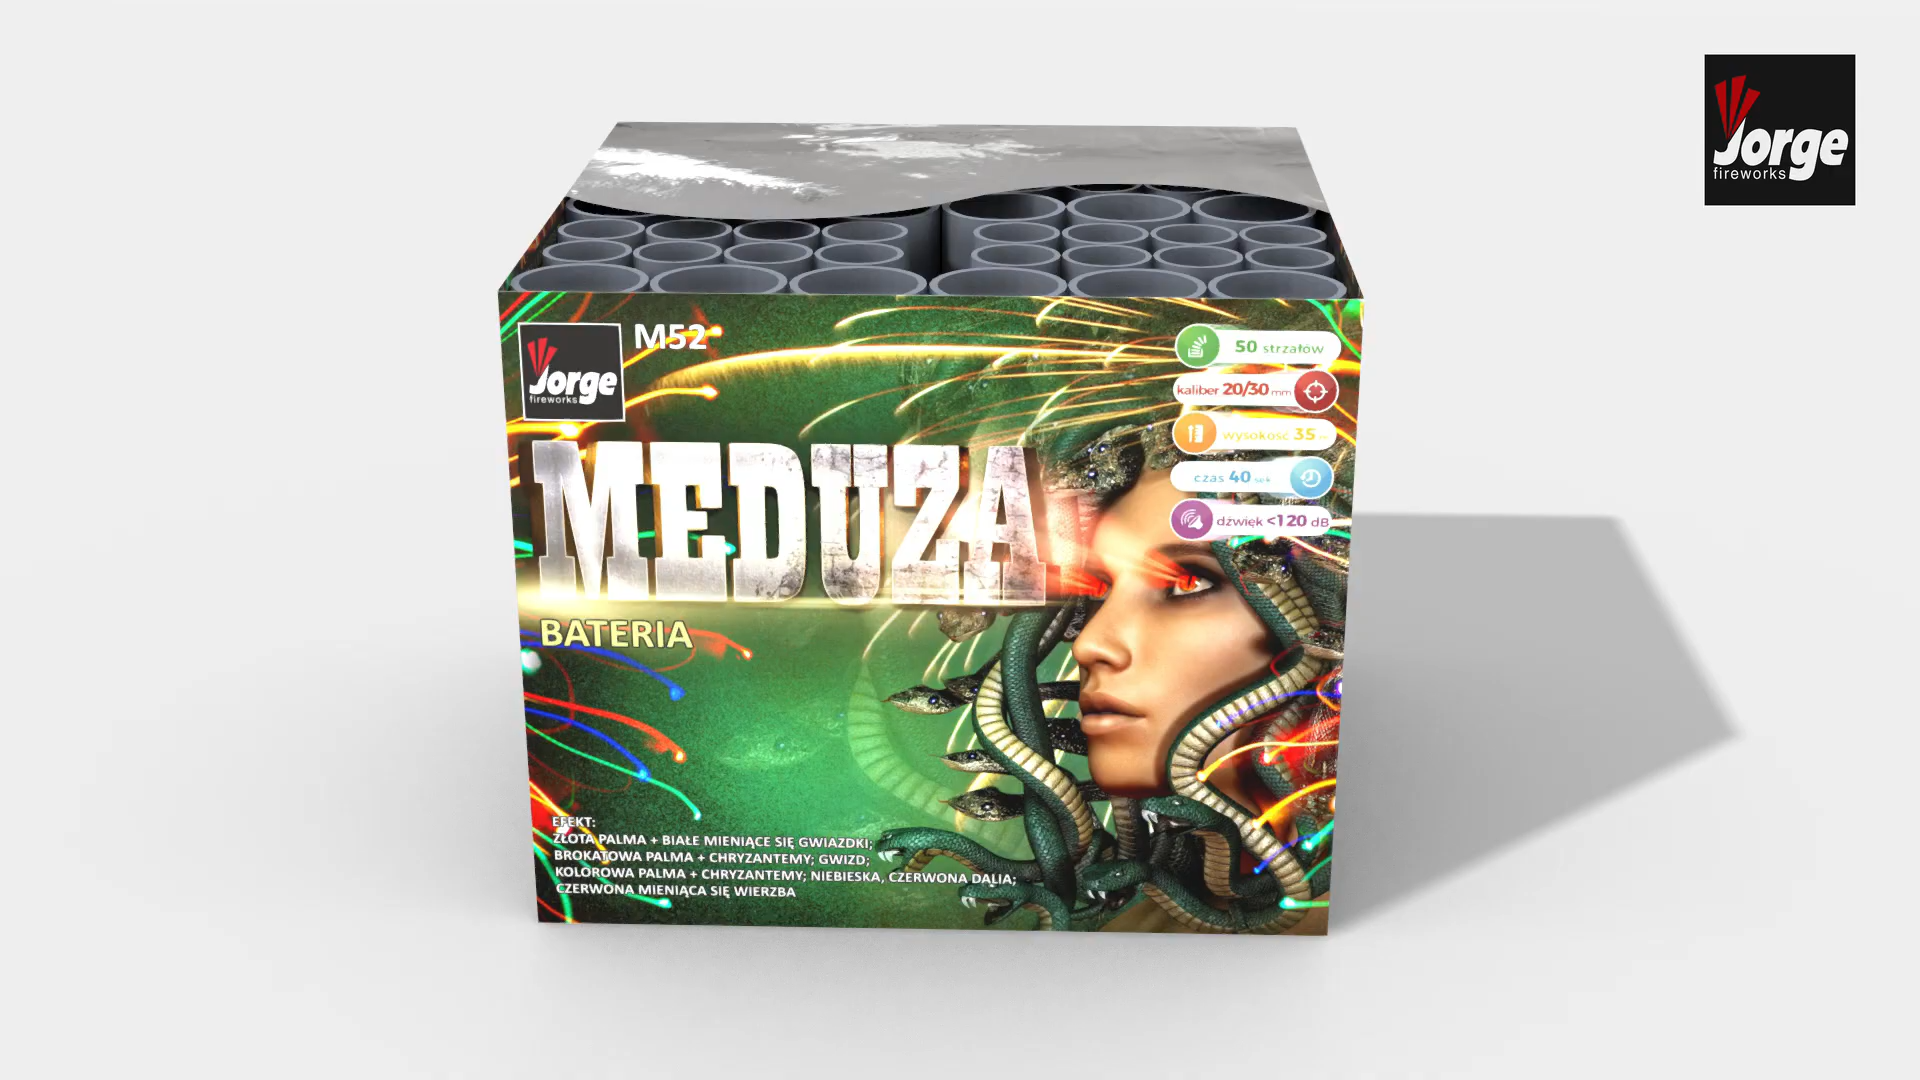 Jorge
fireworks
M52
Jorge
fireworks
50 strzałów
kaliber 20/30 mm
wysokość 35 m
czas 40 sek
dźwięk <120 dB
MEDUZA
BATERIA
EFEKT:
ZŁOTA PALMA + BIAŁE MIENIĄCE SIĘ GWIAZDKI;
BROKATOWA PALMA + CHRYZANTEMY; GWIZD;
KOLOROWA PALMA + CHRYZANTEMY; NIEBIESKA, CZERWONA DALIA;
CZERWONA MIENIĄCA SIĘ WIERZBA